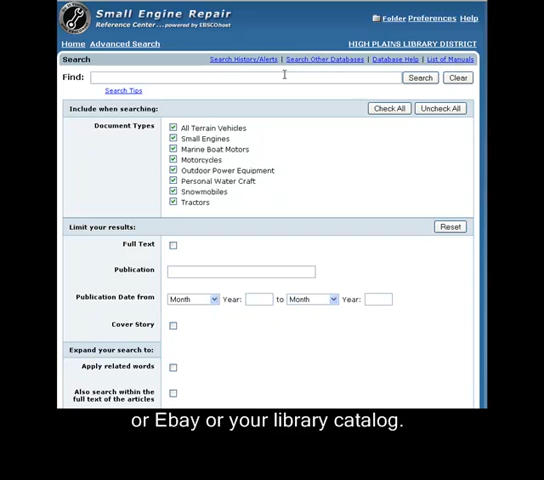 Small Engine Repair
Reference Center ...powered by EBSCOhost
Folder Preferences Help
Home Advanced Search HIGH PLAINS LIBRARY DISTRICT
Search Search History/Alerts | Search Other Databases | Database Help | List of Manuals
Find: Search Clear
Search Tips
Include when searching: Check All Uncheck All
Document Types All Terrain Vehicles
Small Engines
Marine Boat Motors
Motorcycles
Outdoor Power Equipment
Personal Water Craft
Snowmobiles
Tractors
Limit your results: Reset
Full Text
Publication
Publication Date from Month Year: to Month Year:
Cover Story
Expand your search to:
Apply related words
Also search within the
full text of the articles
or Ebay or your library catalog.